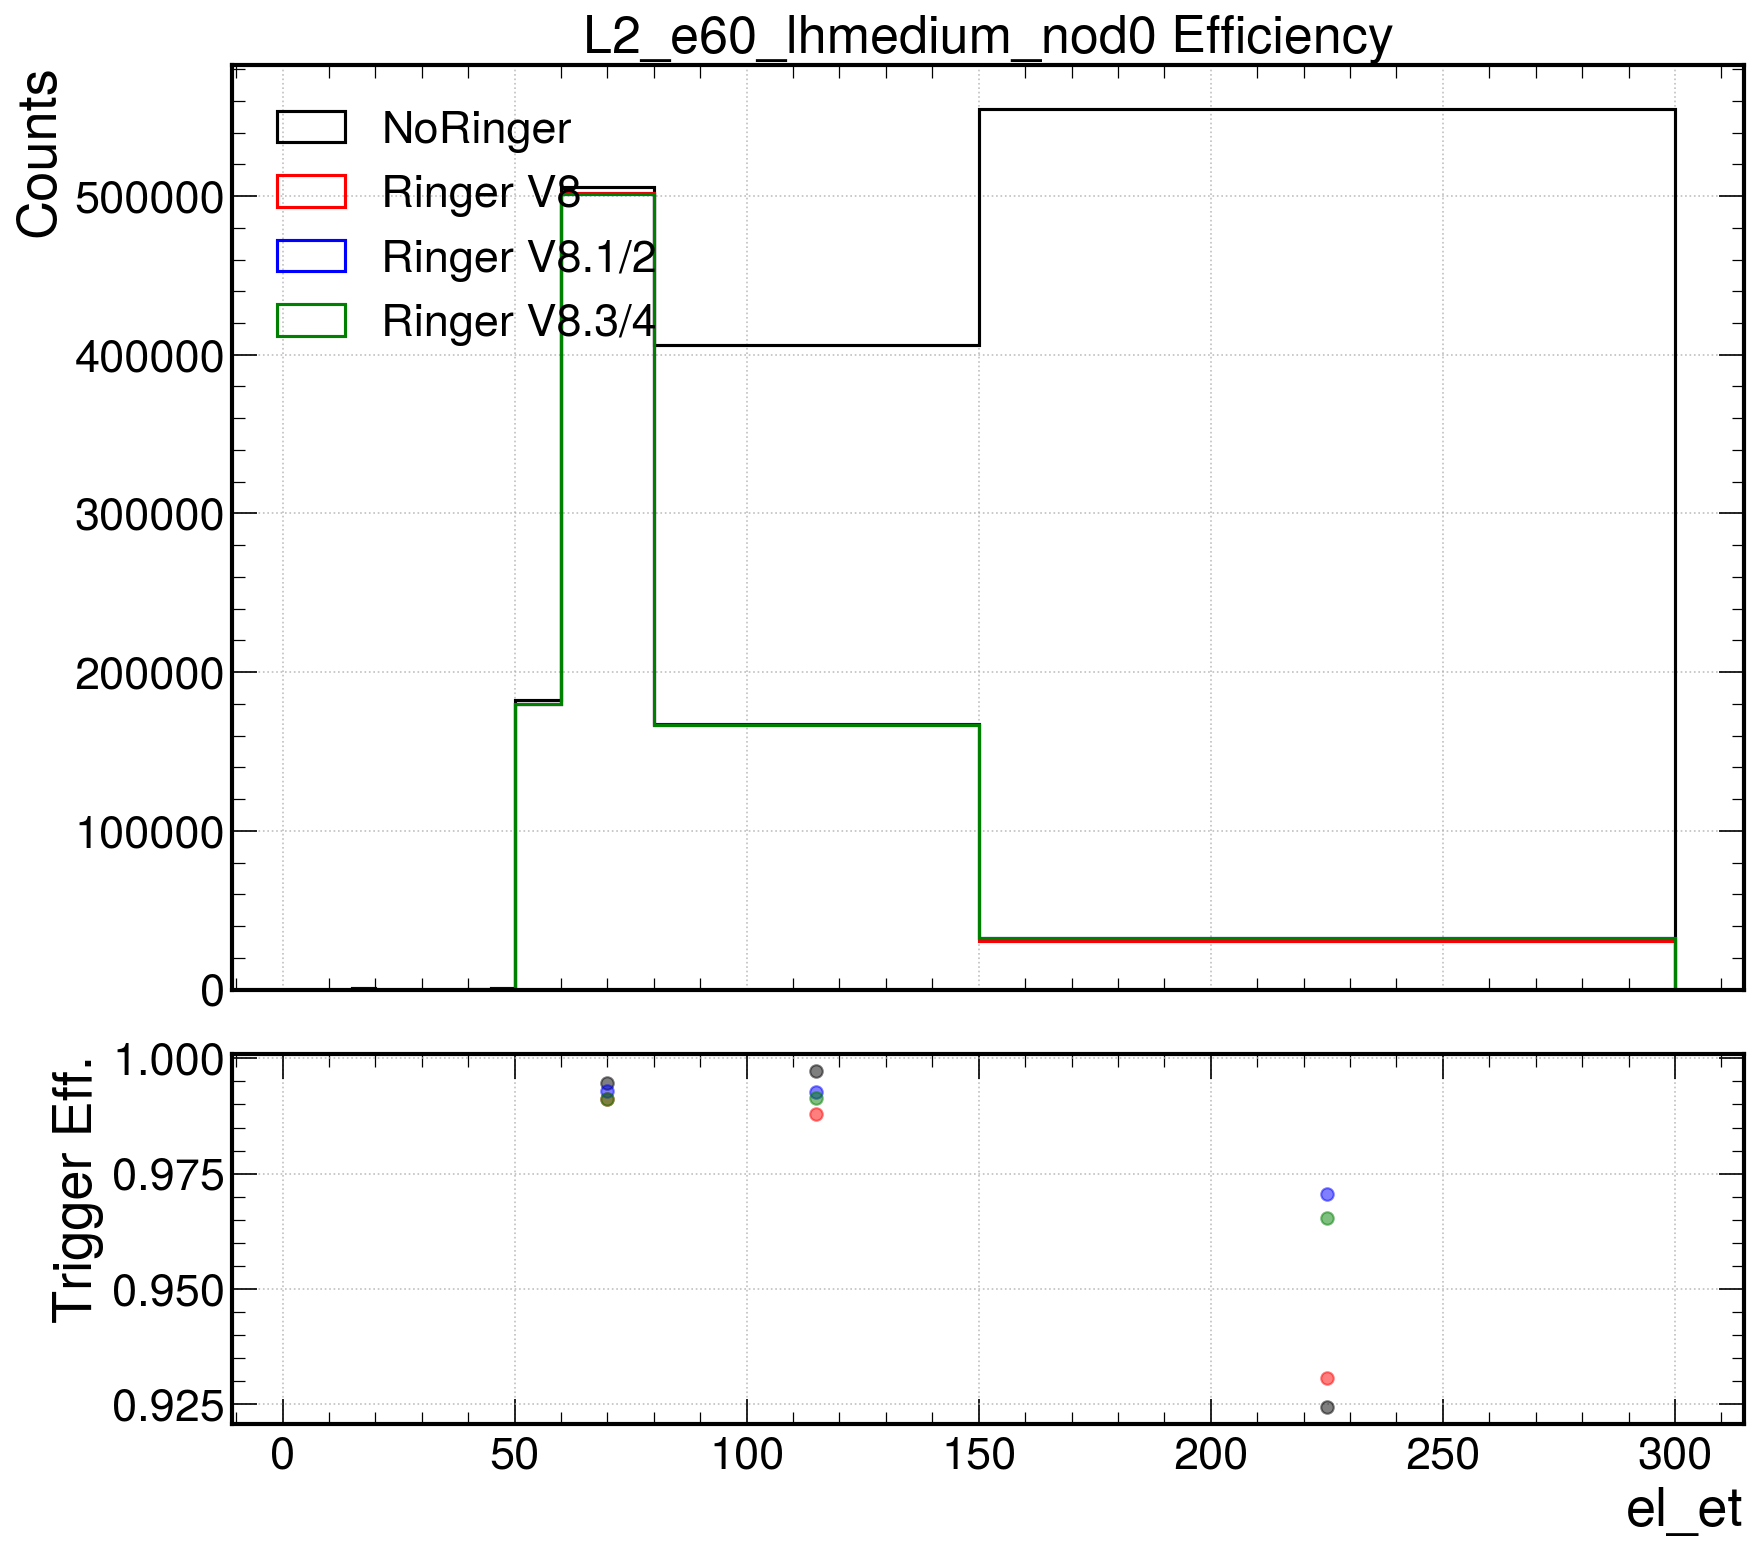 L2_e60_lhmedium_nod0 Efficiency
Counts
NoRinger
Ringer V8
Ringer V8.1/2
Ringer V8.3/4
500000
400000
300000
200000
100000
0
Trigger Eff.
1.000
0.975
0.950
0.925
0 50 100 150 200 250 300
el_et